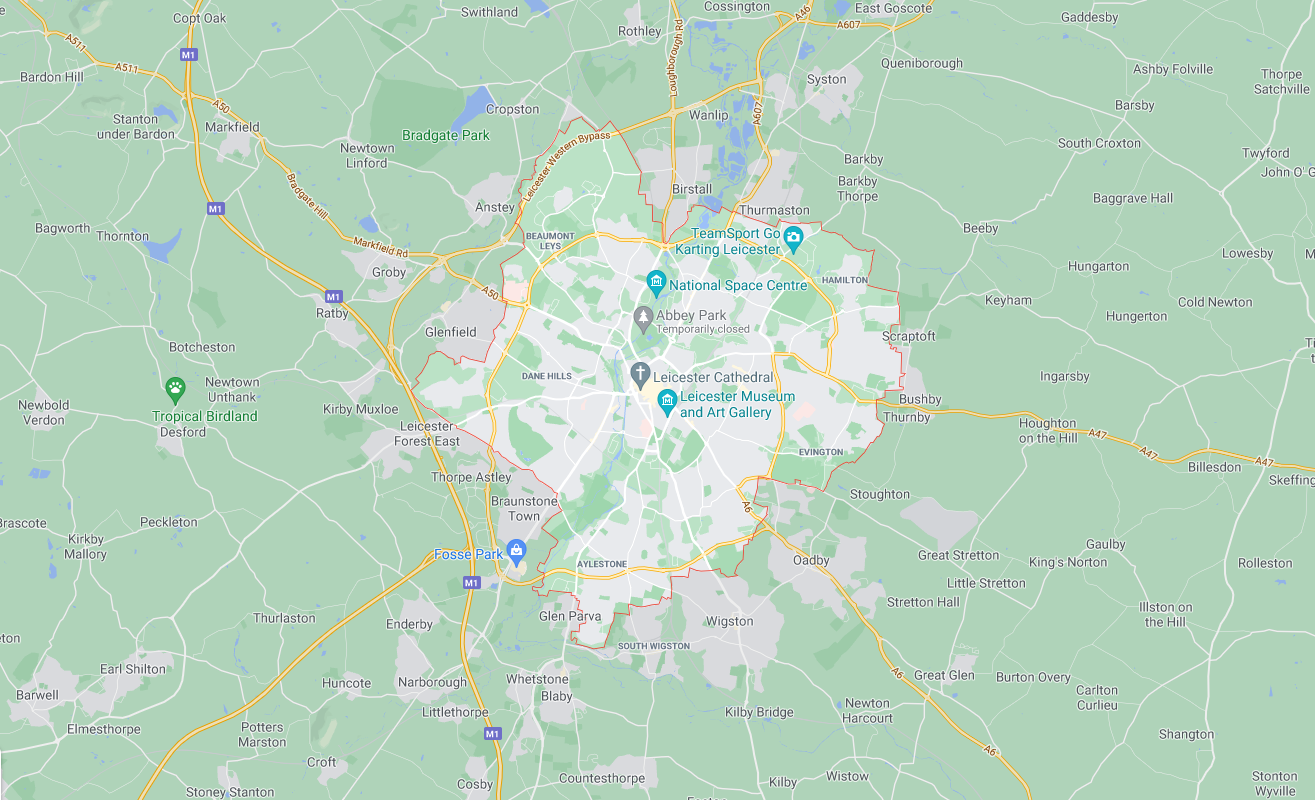 Copt Oak
Swithland
Cossington
A46
East Goscote
Gaddesby
Rothley
Loughborough Rd
A607
A511
M1
Bardon Hill
A511
Queniborough
Ashby Folville
Thorpe
Satchville
Syston
A50
Cropston
Barsby
Stanton
under Bardon
Markfield
Wanlip
A607
Bradgate Park
Leicester Western Bypass
South Croxton
Newtown
Linford
Twyford
Barkby
John O' G
Bradgate Hill
Birstall
Barkby
Thorpe
Baggrave Hall
M1
Anstey
Thurmaston
Bagworth
Thornton
Markfield Rd
BEAUMONT
LEYS
TeamSport Go
Karting Leicester
Beeby
Lowesby
Groby
Hungarton
HAMILTON
National Space Centre
M1
A50
Keyham
Cold Newton
Ratby
Abbey Park
Temporarily closed
Hungerton
Glenfield
Scraptoft
Botcheston
DANE HILLS
Leicester Cathedral
Ingarsby
Newtown
Unthank
Leicester Museum
and Art Gallery
Bushby
Newbold
Verdon
Tropical Birdland
Desford
Kirby Muxloe
Thurnby
Houghton
on the Hill
Leicester
Forest East
A47
EVINGTON
A47
Billesdon
Thorpe Astley
Skeffing
Stoughton
Braunstone
Town
A6
Brascote
Peckleton
Kirkby
Mallory
Gaulby
Fosse Park
Great Stretton
King's Norton
Oadby
AYLESTONE
Rolleston
M1
Little Stretton
Stretton Hall
Illston on
the Hill
Thurlaston
Glen Parva
Enderby
Wigston
eton
SOUTH WIGSTON
Earl Shilton
A6
Great Glen
Burton Overy
Barwell
Huncote
Narborough
Whetstone
Blaby
Carlton
Curlieu
Newton
Harcourt
Littlethorpe
Kilby Bridge
Elmesthorpe
Potters
Marston
M1
Shangton
A6
Croft
Countesthorpe
Kilby
Wistow
Cosby
Stoney Stanton
Stonton
Wyville